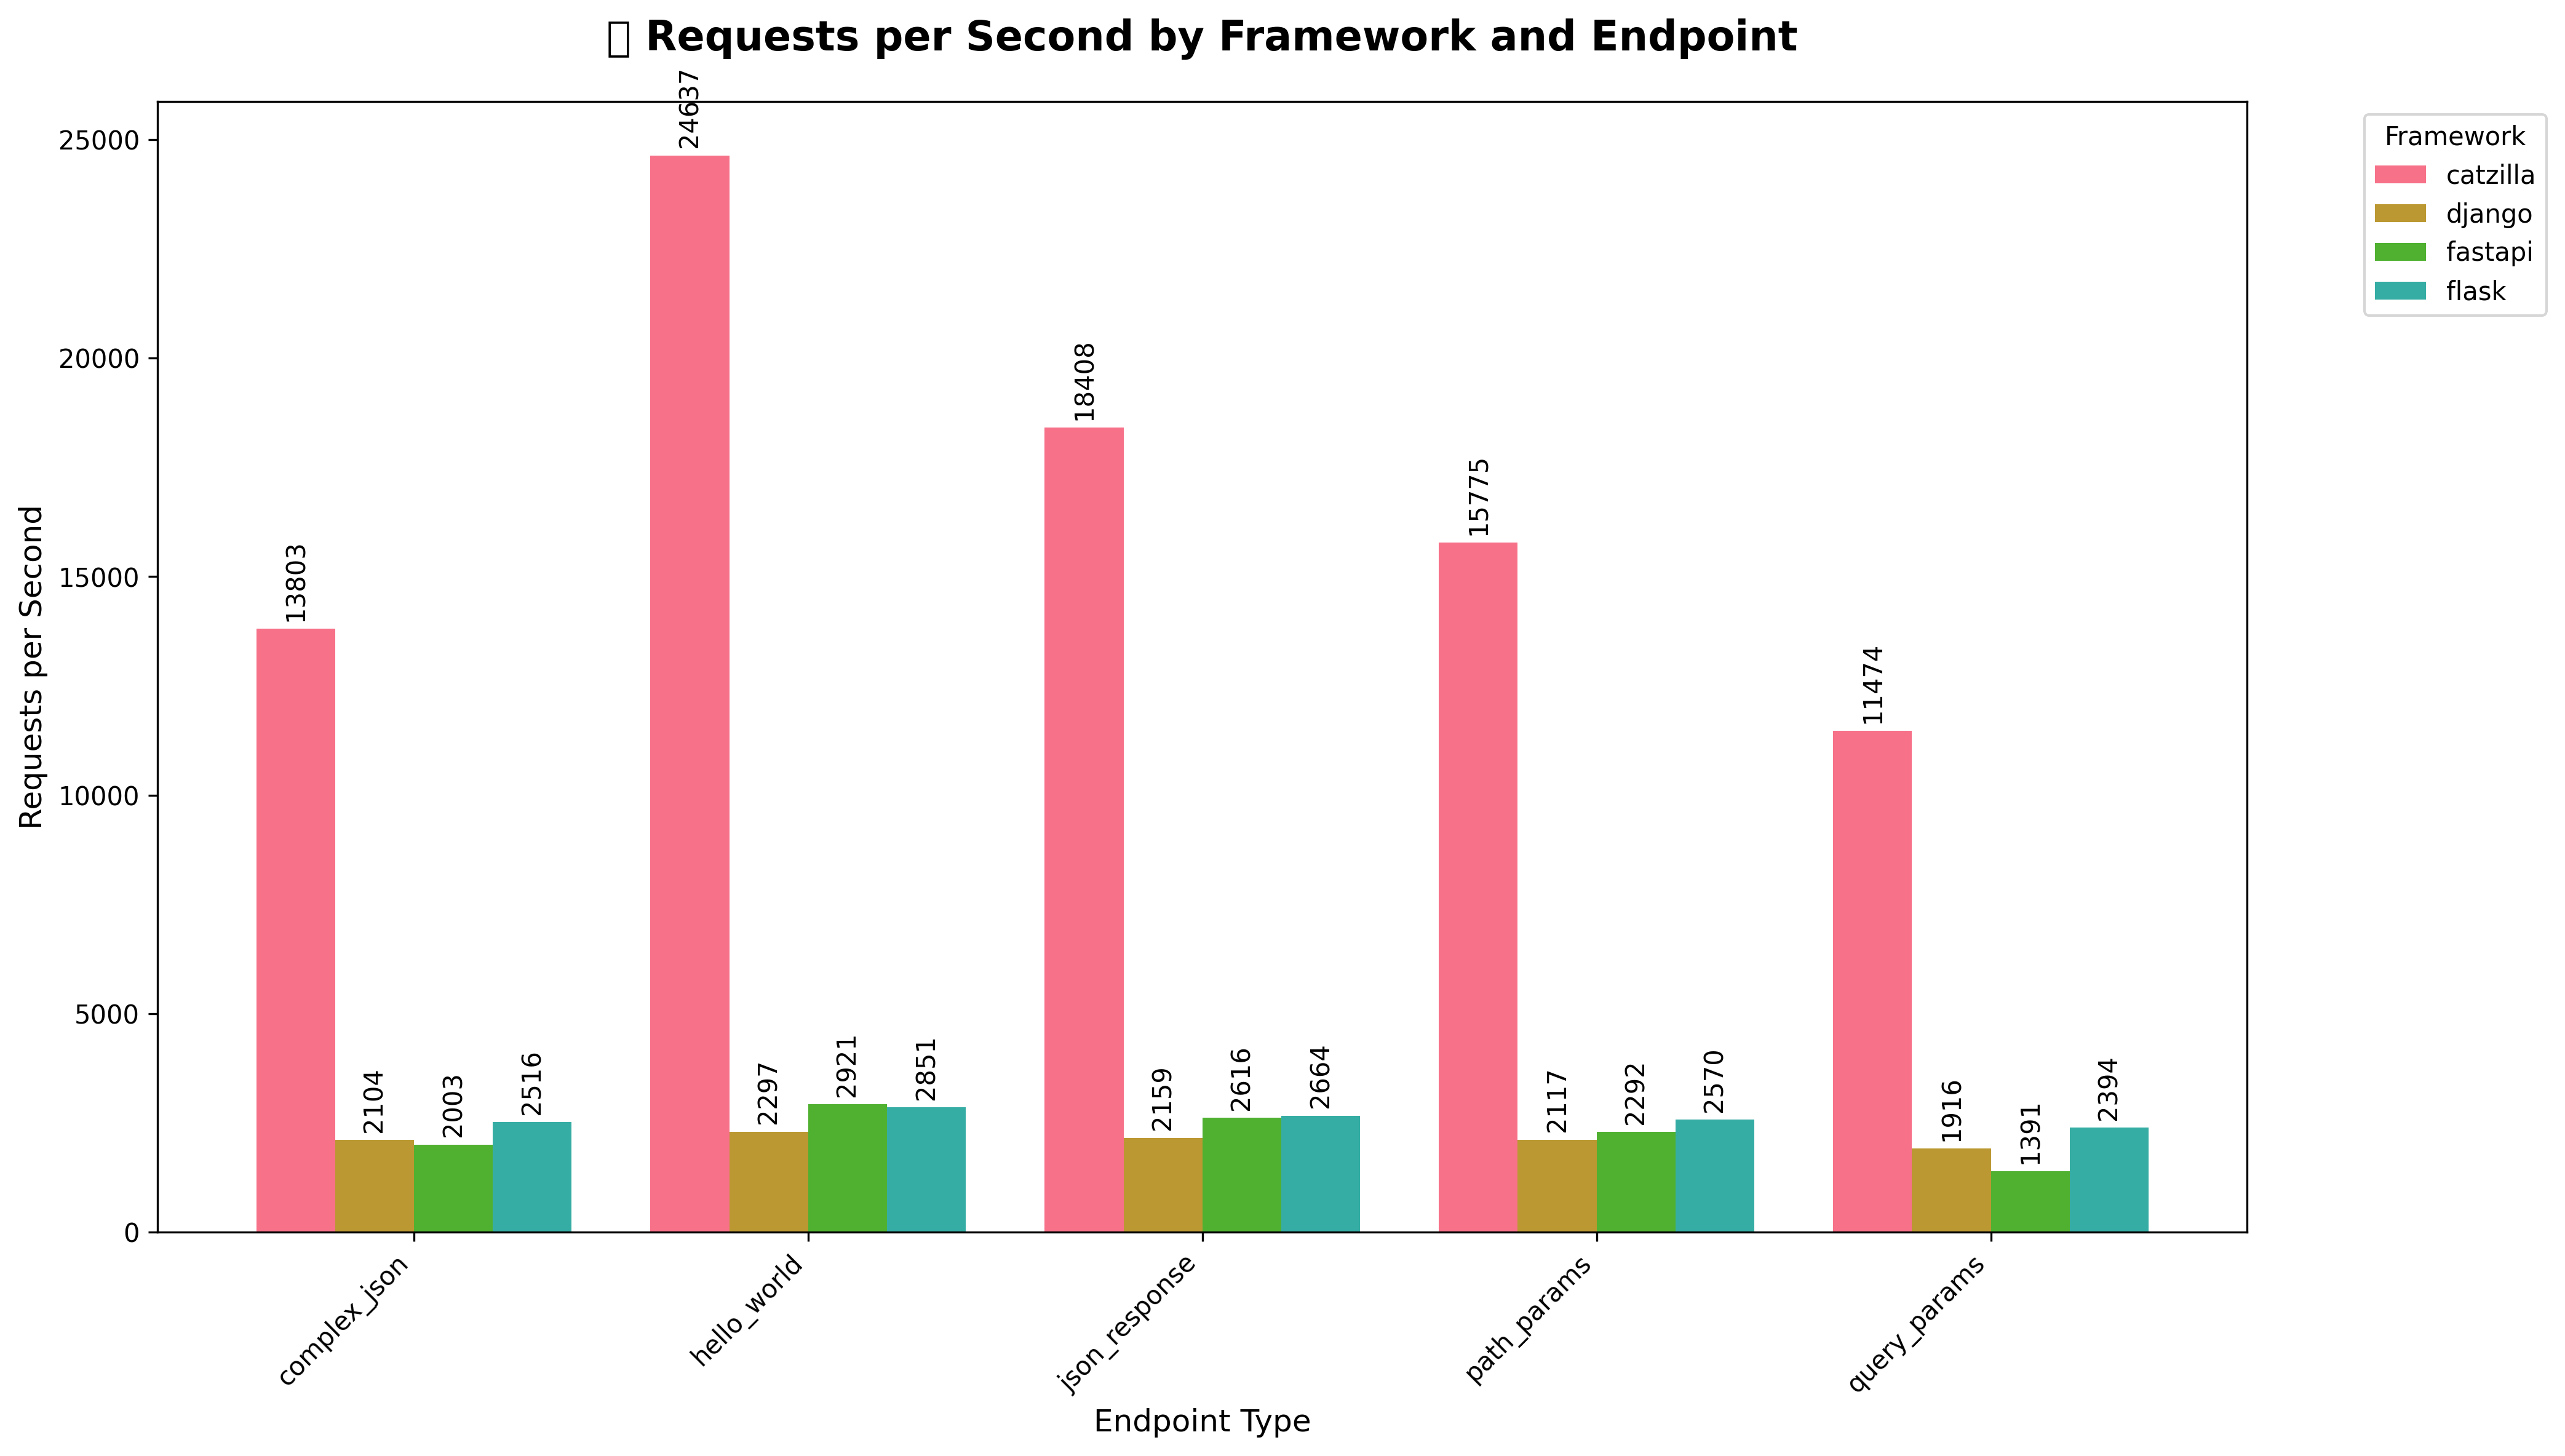 Requests per Second by Framework and Endpoint
Requests per Second
25000
20000
15000
10000
5000
0
13803
2104
2003
2516
24637
2297
2921
2851
18408
2159
2616
2664
15775
2117
2292
2570
11474
1916
1391
2394
complex_json
hello_world
json_response
path_params
query_params
Endpoint Type
Framework
catzilla
django
fastapi
flask